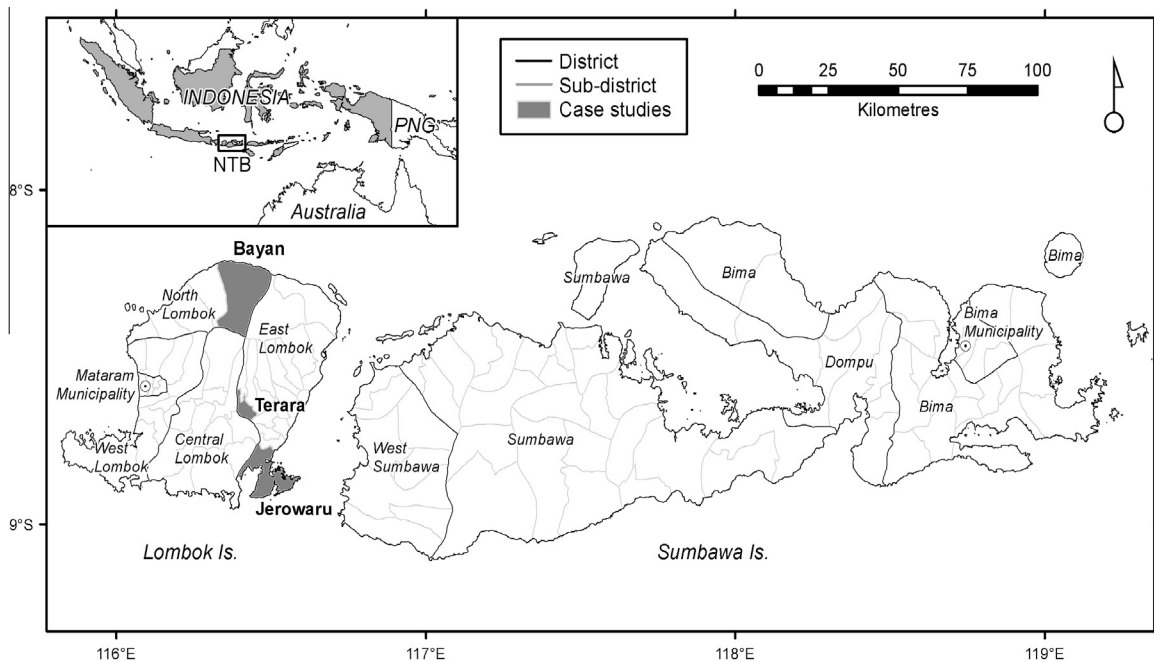 INDONESIA
PNG
NTB
Australia
District
Sub-district
Case studies
0 25 50 75 100
Kilometres
8°S
9°S
Bayan
North
Lombok
East
Lombok
Mataram
Municipality
Terara
West
Lombok
Central
Lombok
Jerowaru
Lombok Is.
Sumbawa
Bima
Bima
Bima
Municipality
Dompu
Bima
West
Sumbawa
Sumbawa
Sumbawa Is.
116°E
117°E
118°E
119°E